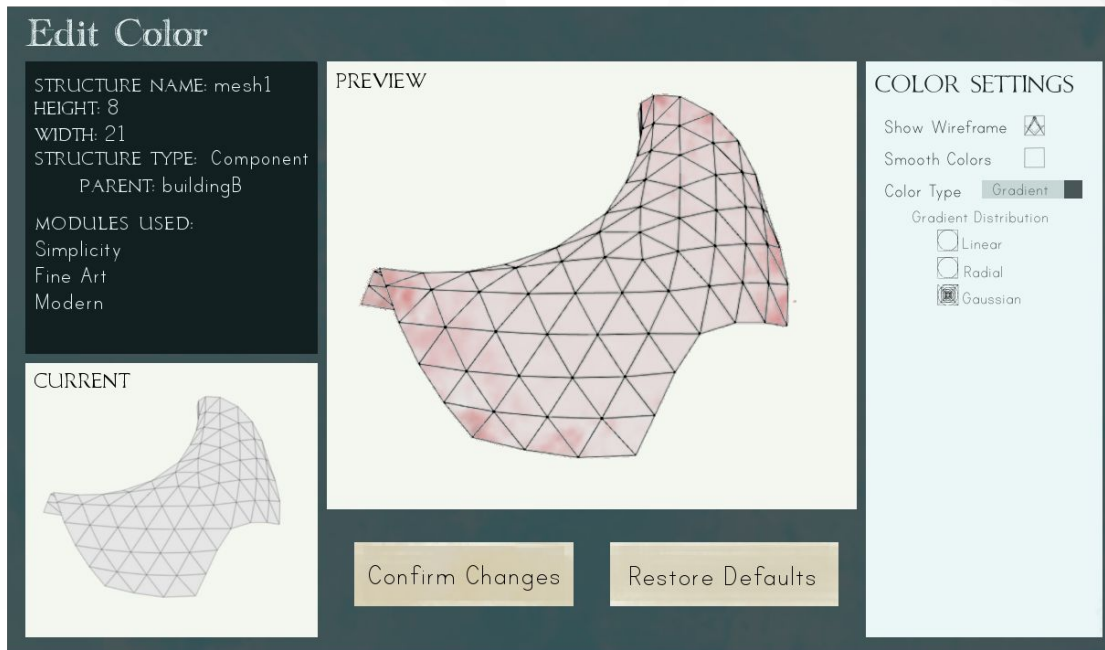 Edit Color
STRUCTURE NAME: mesh1
HEIGHT: 8
WIDTH: 21
STRUCTURE TYPE: Component
PARENT: buildingB
MODULES USED:
Simplicity
Fine Art
Modern
CURRENT
PREVIEW
Confirm Changes
Restore Defaults
COLOR SETTINGS
Show Wireframe
Smooth Colors
Color Type Gradient
Gradient Distribution
Linear
Radial
Gaussian